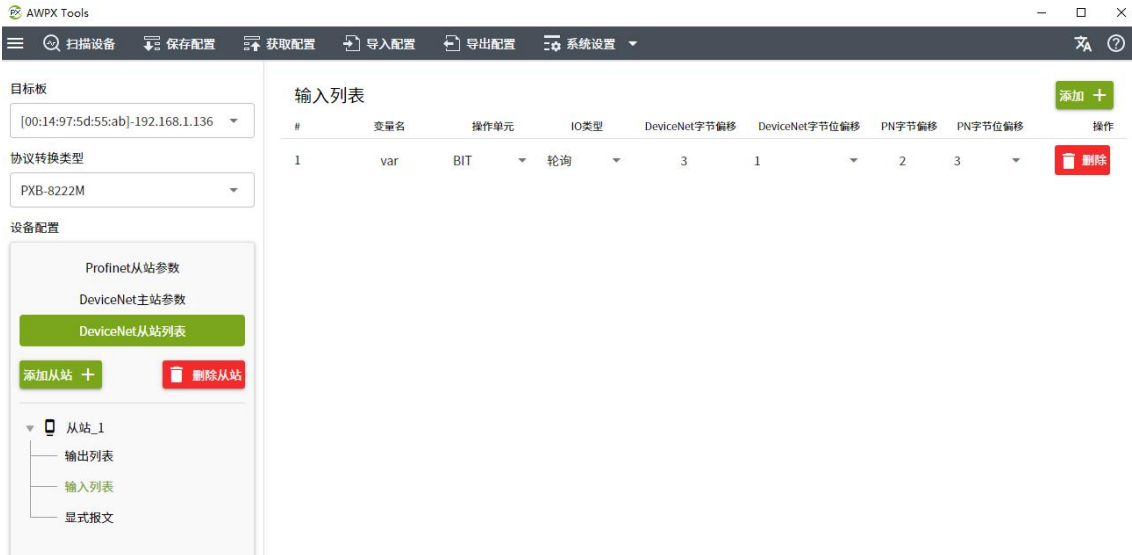 AWPX Tools
扫描设备 保存配置 获取配置 导入配置 导出配置 系统设置
目标板
[00:14:97:5d:55:ab]-192.168.1.136
协议转换类型
PXB-8222M
设备配置
Profinet从站参数
DeviceNet主站参数
DeviceNet从站列表
添加从站 删除从站
从站_1
输出列表
输入列表
显式报文
输入列表
添加
# 变量名 操作单元 IO类型 DeviceNet字节偏移 DeviceNet字节位偏移 PN字节偏移 PN字节位偏移 操作
1 var BIT 轮询 3 1 2 3 删除